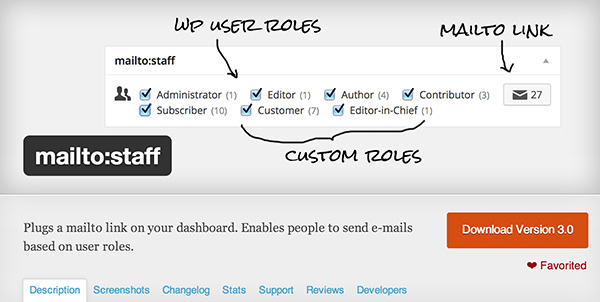 WP USER ROLES
MAILTO LINK
mailto:staff
Administrator (1) Editor (1) Author (4) Contributor (3) 27
Subscriber (10) Customer (7) Editor-in-Chief (1)
CUSTOM ROLES
mailto:staff
Plugs a mailto link on your dashboard. Enables people to send e-mails
based on user roles.
Download Version 3.0
Favorited
Description Screenshots Changelog Stats Support Reviews Developers